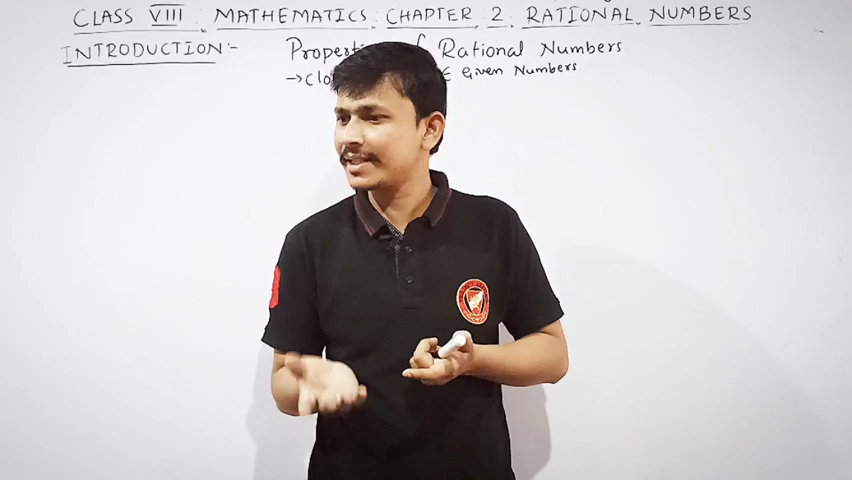 CLASS VIII : MATHEMATICS : CHAPTER 2 : RATIONAL NUMBERS
INTRODUCTION :- Rational Numbers
Given Numbers